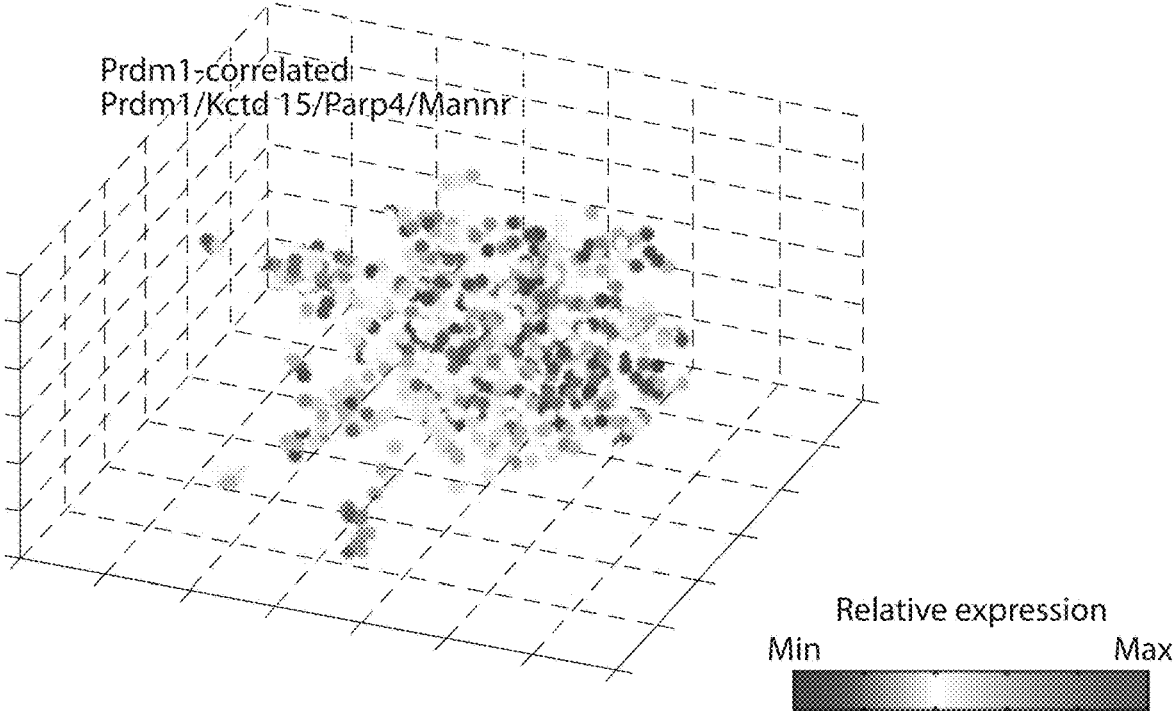 Prdm1-correlated
Prdm1/Kctd 15/Parp4/Mannr
Relative expression
Min Max